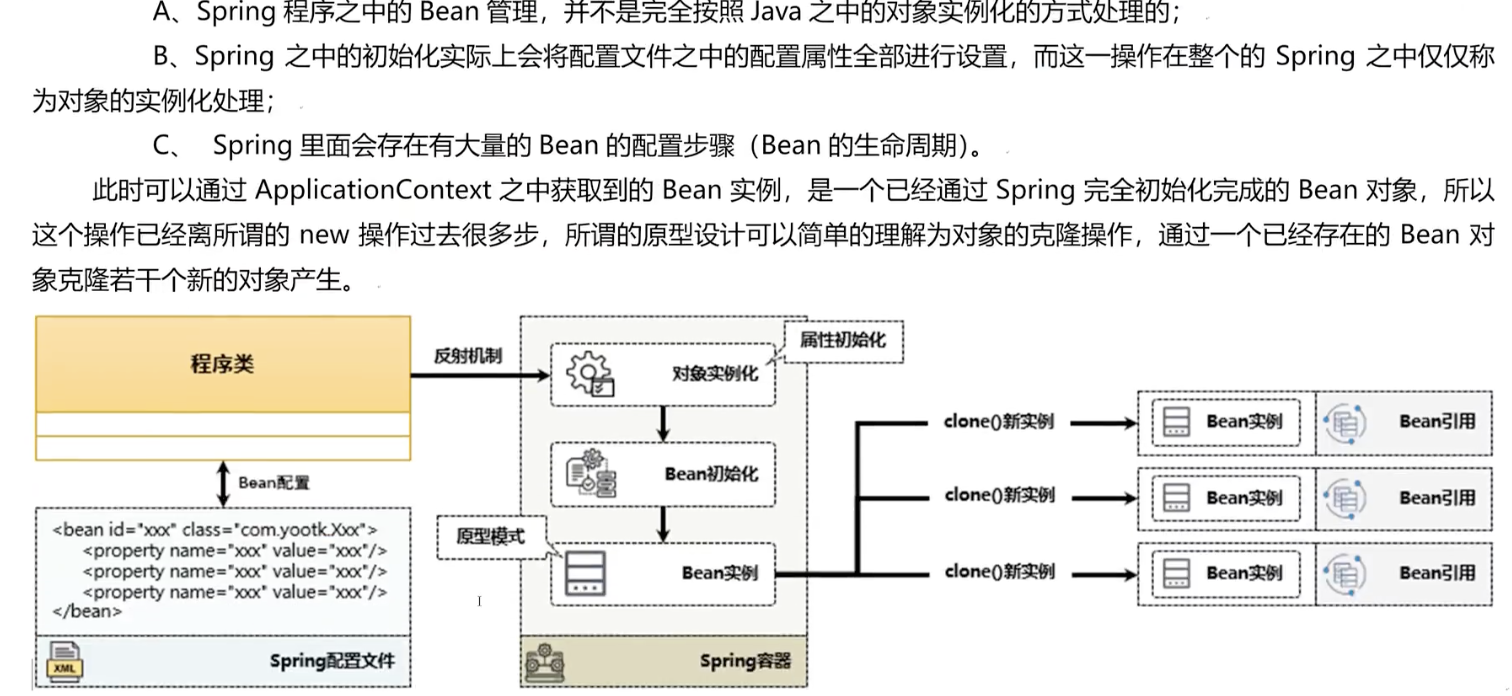 A、Spring 程序之中的 Bean 管理，并不是完全按照 Java 之中的对象实例化的方式处理的；
B、Spring 之中的初始化实际上会将配置文件之中的配置属性全部进行设置，而这一操作在整个的 Spring 之中仅仅称
为对象的实例化处理；
C、 Spring 里面会存在有大量的 Bean 的配置步骤（Bean 的生命周期）。
此时可以通过 ApplicationContext 之中获取到的 Bean 实例，是一个已经通过 Spring 完全初始化完成的 Bean 对象，所以
这个操作已经离所谓的 new 操作过去很多步，所谓的原型设计可以简单的理解为对象的克隆操作，通过一个已经存在的 Bean 对
象克隆若干个新的对象产生。
程序类
反射机制
Bean配置
<bean id="xxx" class="com.yootk.Xxx">
<property name="xxx" value="xxx"/>
<property name="xxx" value="xxx"/>
<property name="xxx" value="xxx"/>
</bean>
XML
Spring配置文件
属性初始化
对象实例化
Bean初始化
原型模式
Bean实例
Spring容器
clone()新实例
Bean实例
Bean引用
clone()新实例
Bean实例
Bean引用
clone()新实例
Bean实例
Bean引用